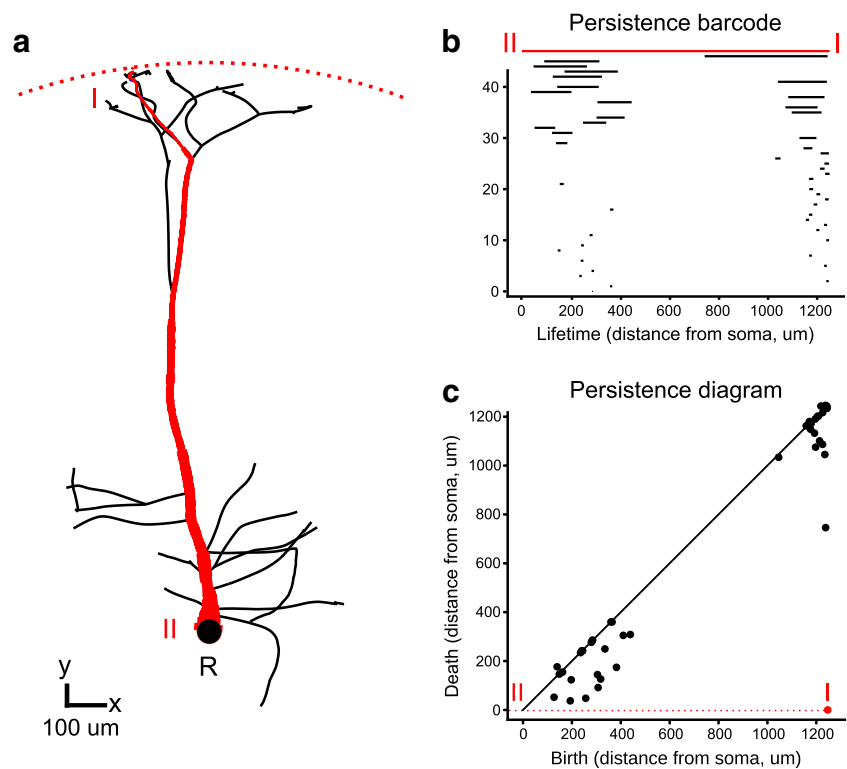 a
I
II
R
y
x
100 um
b
Persistence barcode
II
I
40
30
20
10
0
0 200 400 600 800 1000 1200
Lifetime (distance from soma, um)
c
Persistence diagram
Death (distance from soma, um)
1200
1000
800
600
400
200
0
II
I
0 200 400 600 800 1000 1200
Birth (distance from soma, um)